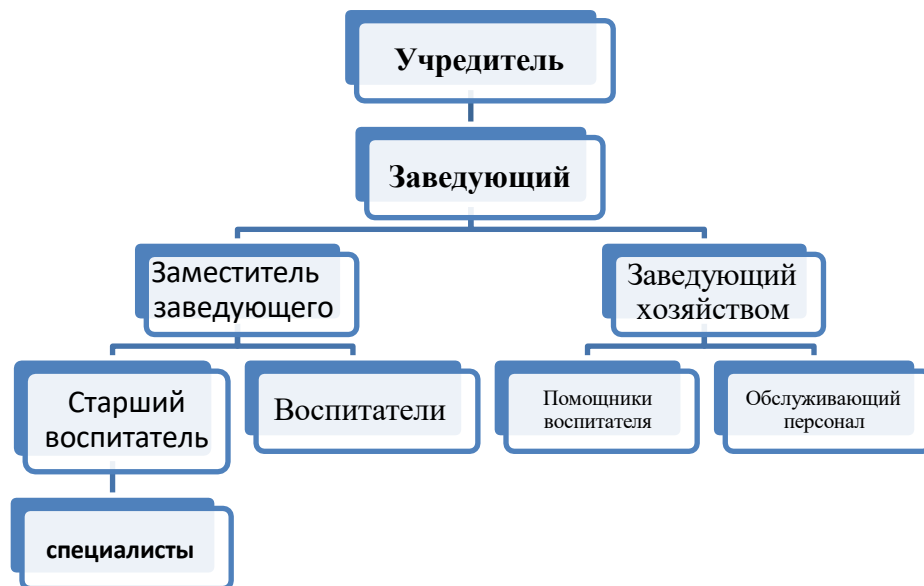 Учредитель
Заведующий
Заместитель
заведующего
Заведующий
хозяйством
Старший
воспитатель
Воспитатели
Помощники
воспитателя
Обслуживающий
персонал
специалисты